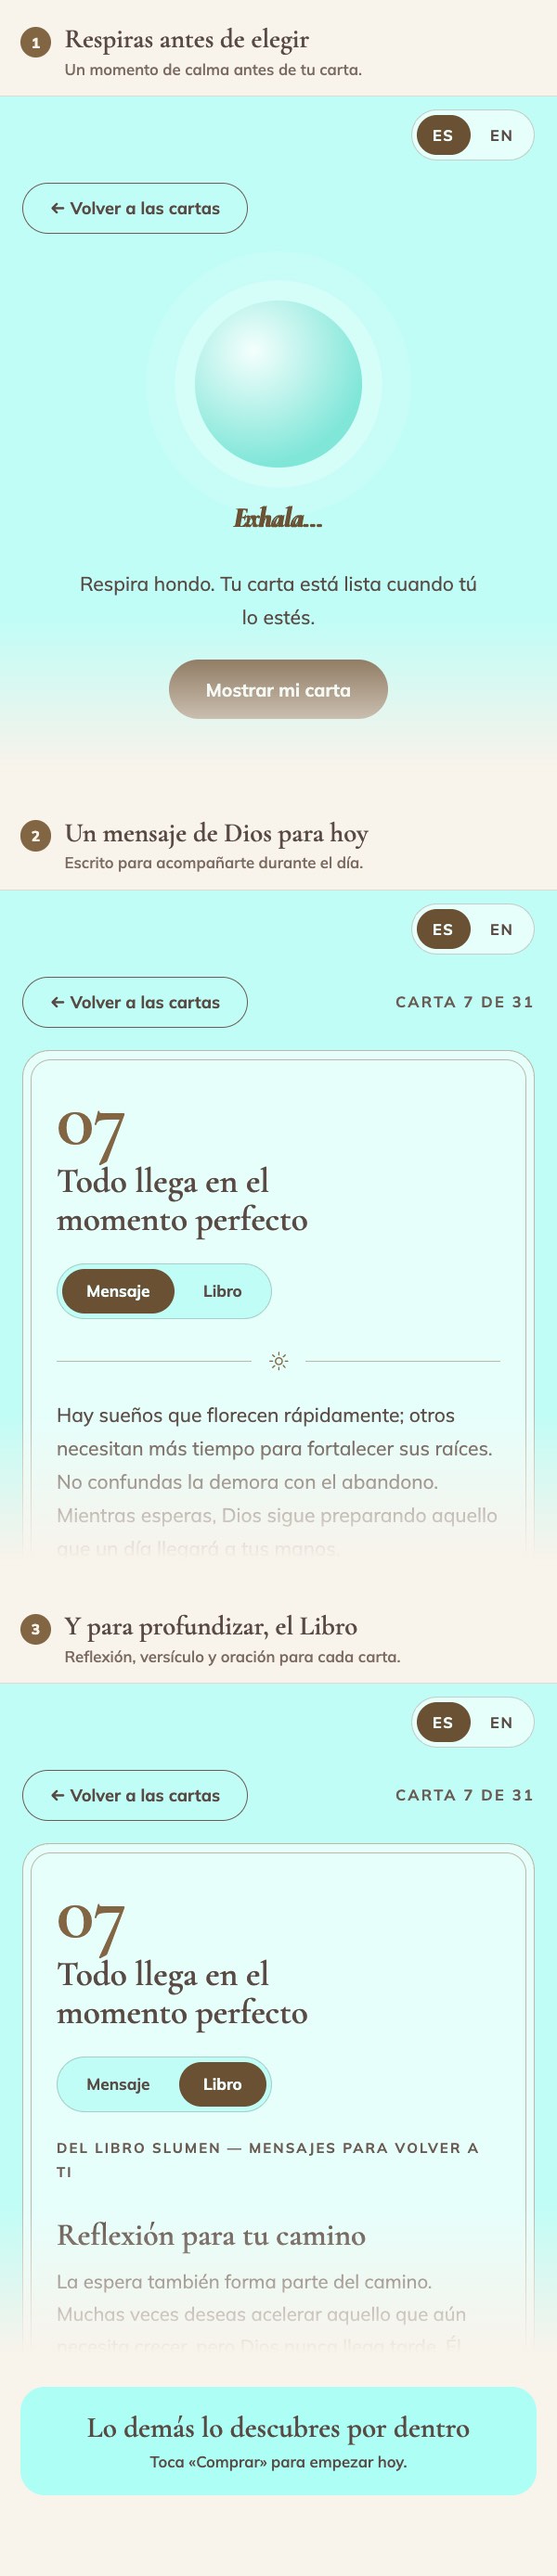 1 Respiras antes de elegir
Un momento de calma antes de tu carta.
ES EN
← Volver a las cartas
Exhala...
Respira hondo. Tu carta está lista cuando tú
lo estés.
Mostrar mi carta
2 Un mensaje de Dios para hoy
Escrito para acompañarte durante el día.
ES EN
← Volver a las cartas CARTA 7 DE 31
07
Todo llega en el
momento perfecto
Mensaje Libro
Hay sueños que florecen rápidamente; otros
necesitan más tiempo para fortalecer sus raíces.
No confundas la demora con el abandono.
Mientras esperas, Dios sigue preparando aquello
que un día llegará a tus manos.
3 Y para profundizar, el Libro
Reflexión, versículo y oración para cada carta.
ES EN
← Volver a las cartas CARTA 7 DE 31
07
Todo llega en el
momento perfecto
Mensaje Libro
DEL LIBRO SLUMEN — MENSAJES PARA VOLVER A
TI
Reflexión para tu camino
La espera también forma parte del camino.
Muchas veces deseas acelerar aquello que aún
necesita crecer, pero Dios nunca llega tarde. Él
Lo demás lo descubres por dentro
Toca «Comprar» para empezar hoy.